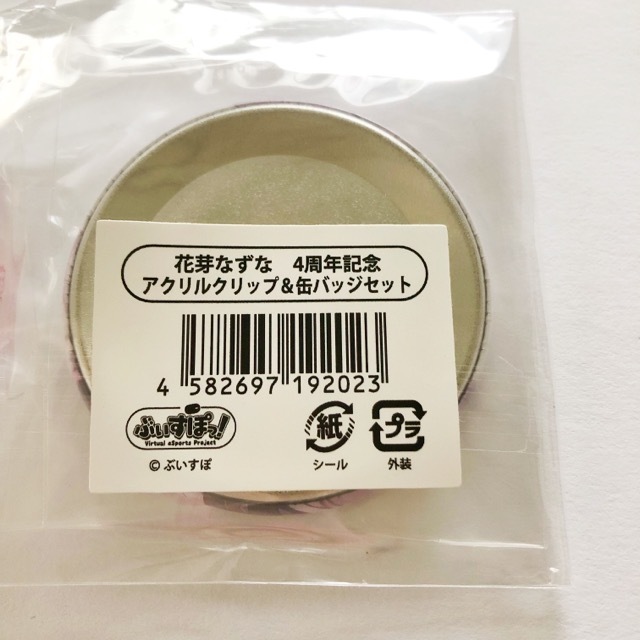 花芽なずな 4周年記念
アクリルクリップ&缶バッジセット
4 582697 192023
ぶいすぽっ!
Virtual eSports Project
© ぶいすぽ
紙
シール
プラ
外装